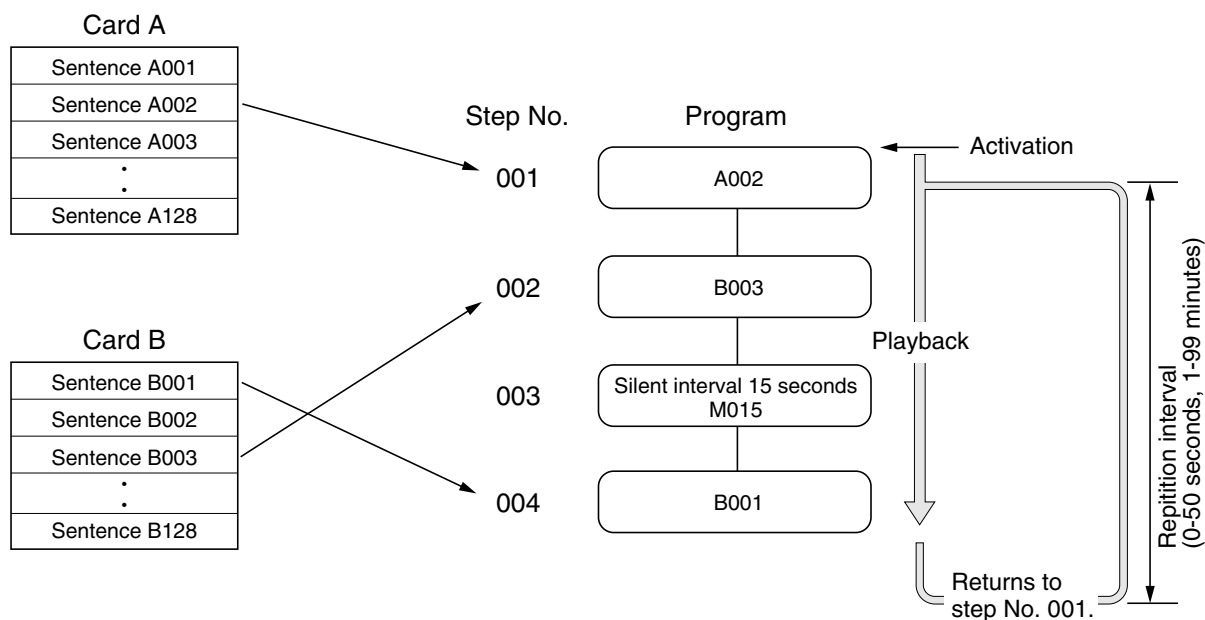 Card A
Sentence A001
Sentence A002
Sentence A003
:
Sentence A128
Card B
Sentence B001
Sentence B002
Sentence B003
:
Sentence B128
Step No.
Program
001
A002
002
B003
003
Silent interval 15 seconds
M015
004
B001
Activation
Playback
Returns to
step No. 001.
Repitition interval
(0-50 seconds, 1-99 minutes)